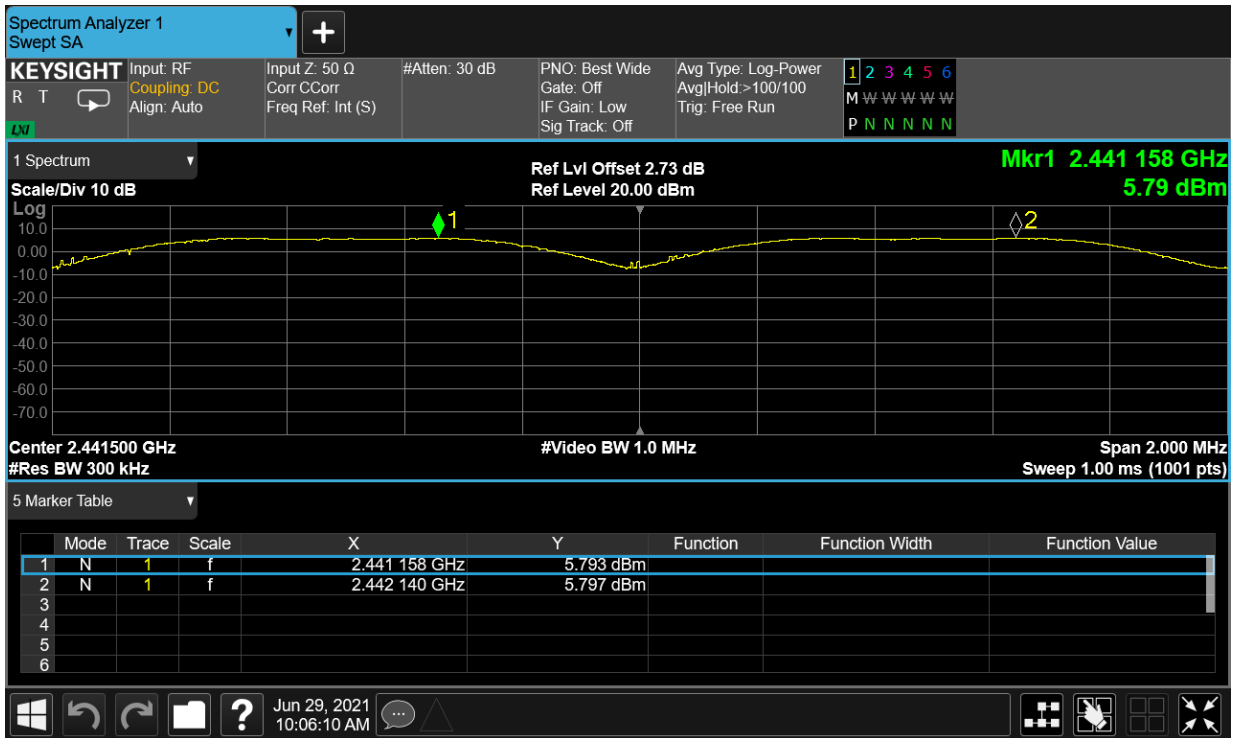 Spectrum Analyzer 1
Swept SA
+
KEYSIGHT
R T
LXI
Input: RF
Coupling: DC
Align: Auto
Input Z: 50 Ω
Corr CCorr
Freq Ref: Int (S)
#Atten: 30 dB
PNO: Best Wide
Gate: Off
IF Gain: Low
Sig Track: Off
Avg Type: Log-Power
Avg|Hold:>100/100
Trig: Free Run
1 2 3 4 5 6
M W W W W W
P N N N N N
1 Spectrum
Scale/Div 10 dB
Ref Lvl Offset 2.73 dB
Ref Level 20.00 dBm
Mkr1 2.441 158 GHz
5.79 dBm
Log
10.0
0.00
-10.0
-20.0
-30.0
-40.0
-50.0
-60.0
-70.0
1
2
Center 2.441500 GHz
#Res BW 300 kHz
#Video BW 1.0 MHz
Span 2.000 MHz
Sweep 1.00 ms (1001 pts)
5 Marker Table
Mode Trace Scale X Y Function Function Width Function Value
1 N 1 f 2.441 158 GHz 5.793 dBm
2 N 1 f 2.442 140 GHz 5.797 dBm
3
4
5
6
?
Jun 29, 2021
10:06:10 AM